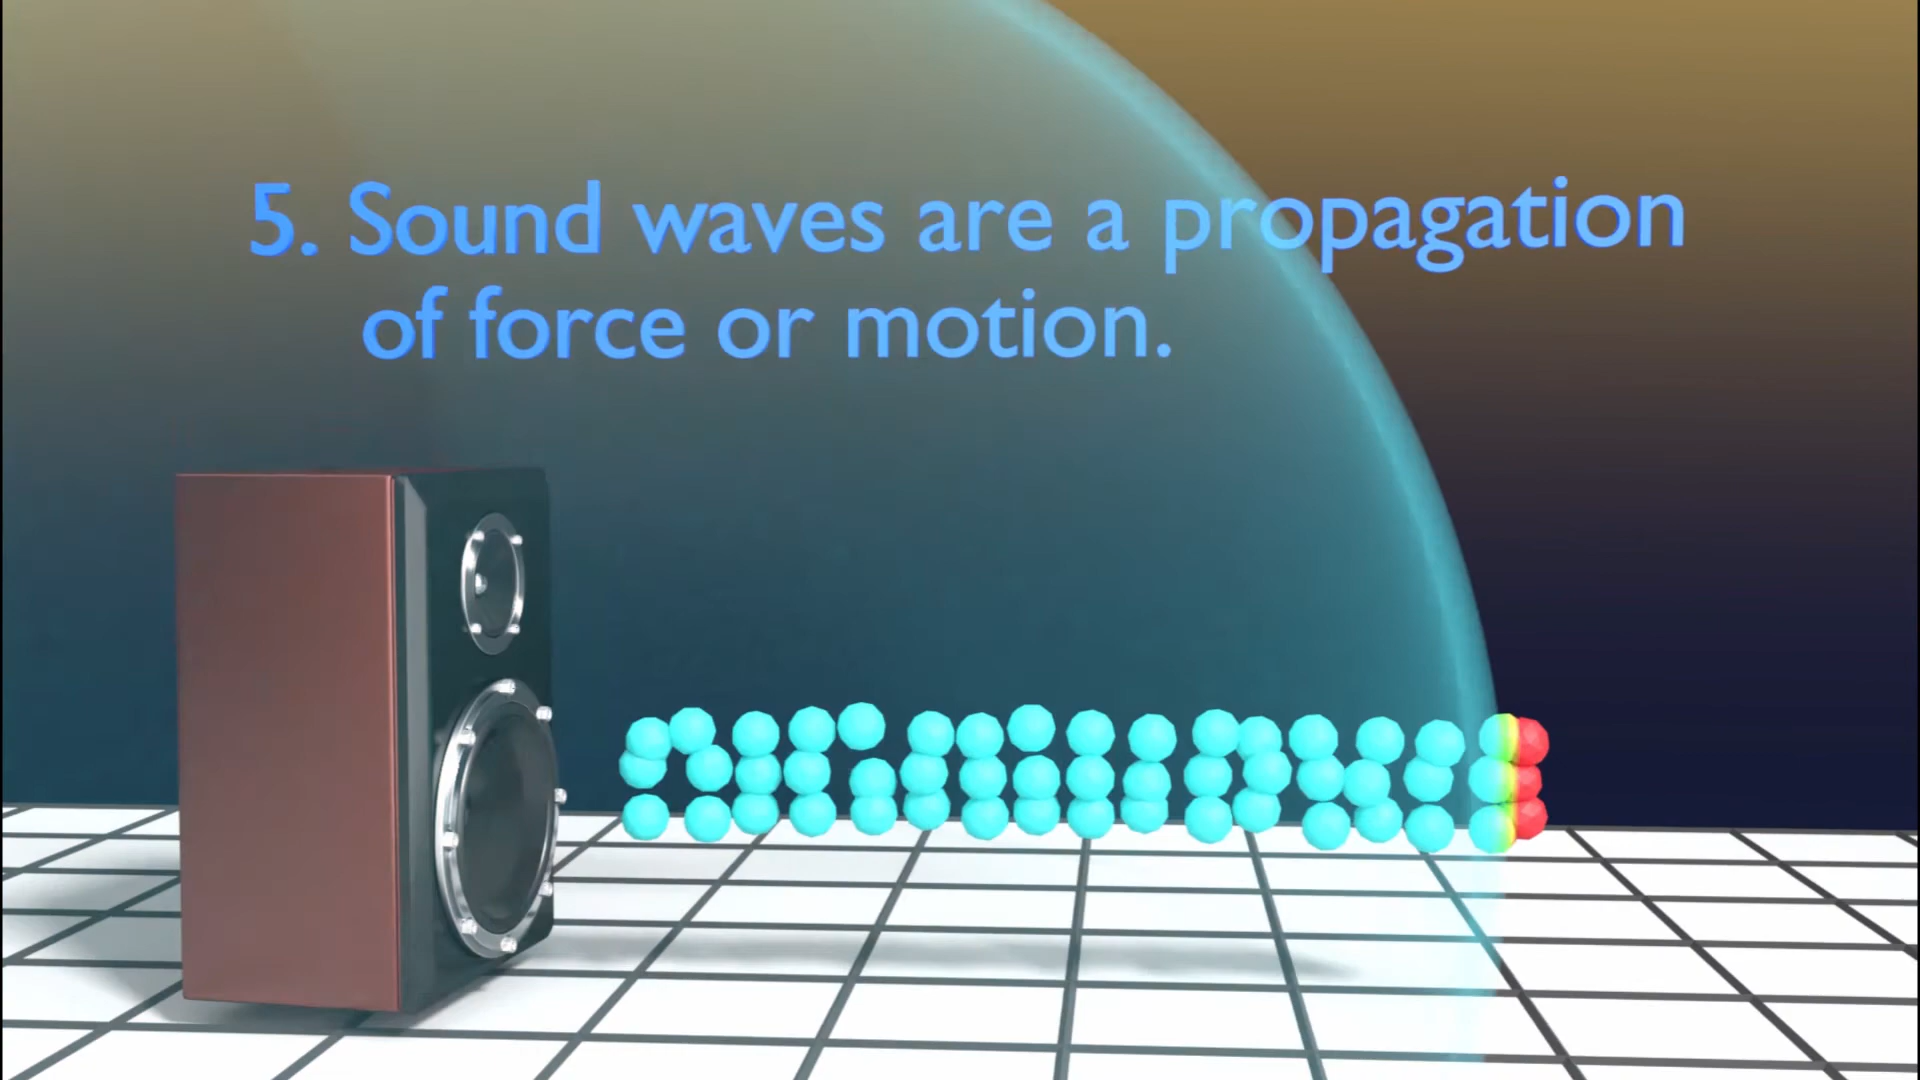 5. Sound waves are a propagation
of force or motion.